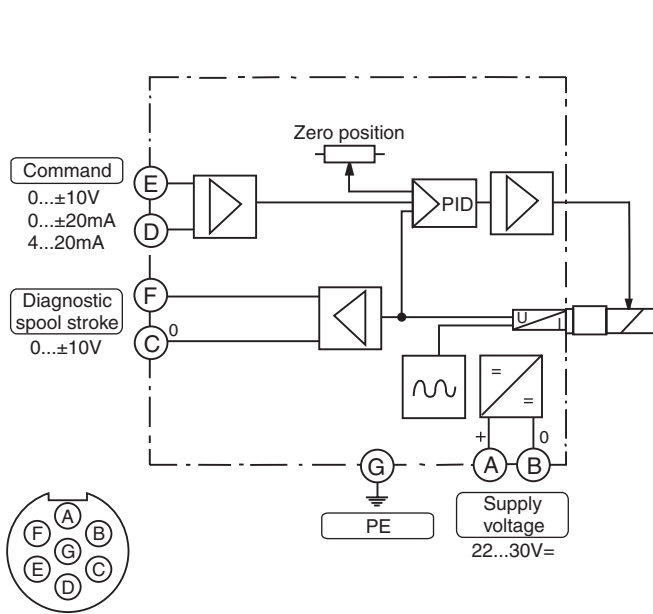 Zero position
Command
0...±10V
0...±20mA
4...20mA
E
D
PID
Diagnostic
spool stroke
0...±10V
F
C
0
U
I
=
=
+
0
G
A
B
PE
Supply
voltage
22...30V=
A
F
B
G
E
C
D